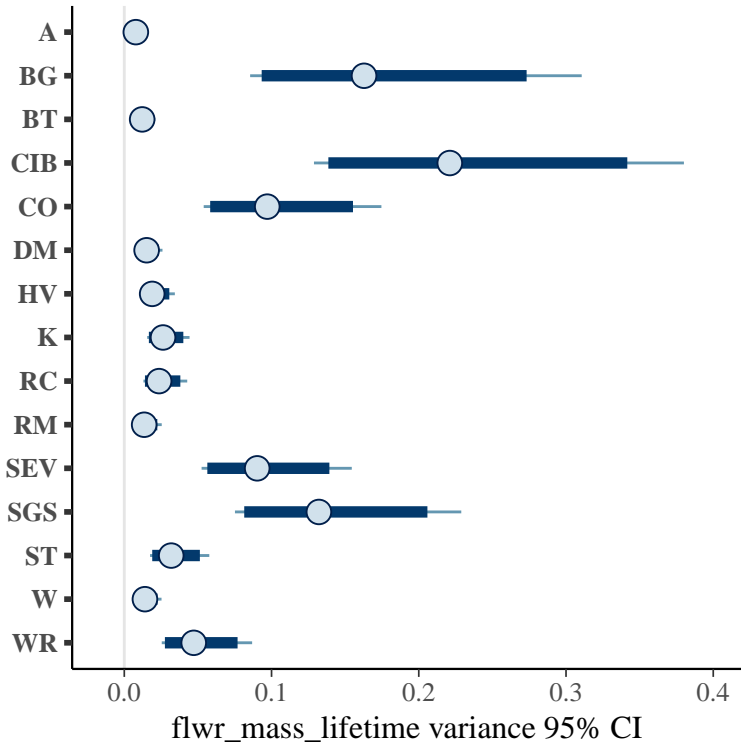 A
BG
BT
CIB
CO
DM
HV
K
RC
RM
SEV
SGS
ST
W
WR
0.0 0.1 0.2 0.3 0.4
flwr_mass_lifetime variance 95% CI